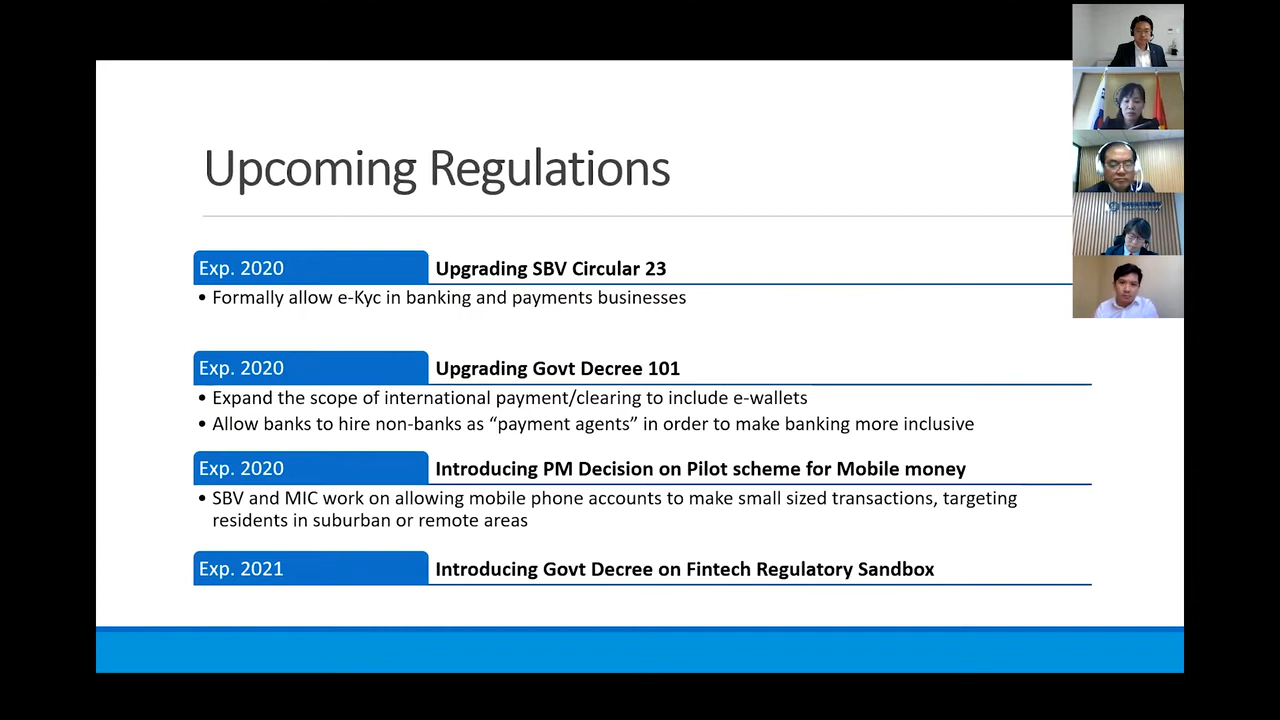 Upcoming Regulations
Exp. 2020
Upgrading SBV Circular 23
• Formally allow e-Kyc in banking and payments businesses
Exp. 2020
Upgrading Govt Decree 101
• Expand the scope of international payment/clearing to include e-wallets
• Allow banks to hire non-banks as “payment agents” in order to make banking more inclusive
Exp. 2020
Introducing PM Decision on Pilot scheme for Mobile money
• SBV and MIC work on allowing mobile phone accounts to make small sized transactions, targeting
residents in suburban or remote areas
Exp. 2021
Introducing Govt Decree on Fintech Regulatory Sandbox